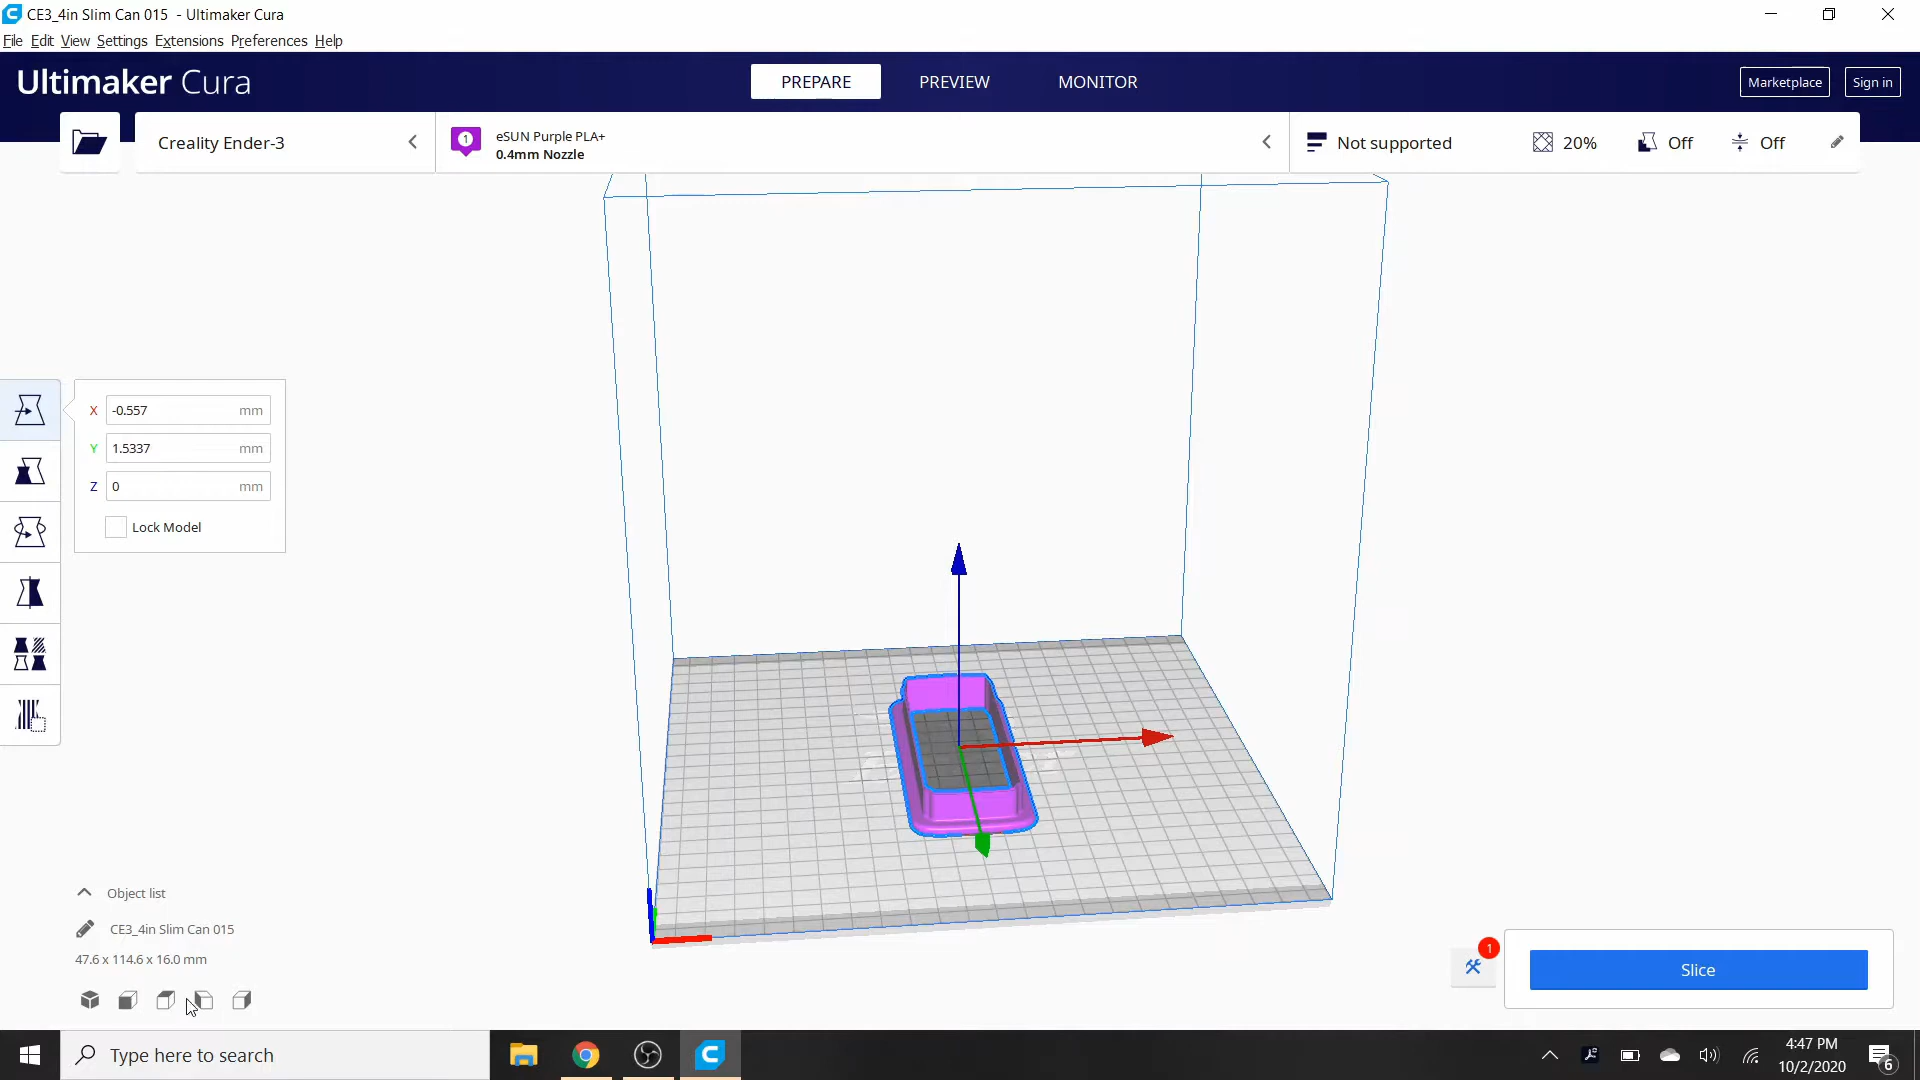 CE3_4in Slim Can 015 - Ultimaker Cura
File Edit View Settings Extensions Preferences Help
Ultimaker Cura
PREPARE
PREVIEW
MONITOR
Marketplace
Sign in
Creality Ender-3
1
eSUN Purple PLA+
0.4mm Nozzle
Not supported
20%
Off
Off
X -0.557 mm
Y 1.5337 mm
Z 0 mm
Lock Model
Object list
CE3_4in Slim Can 015
47.6 x 114.6 x 16.0 mm
1
Slice
Type here to search
4:47 PM
10/2/2020
6